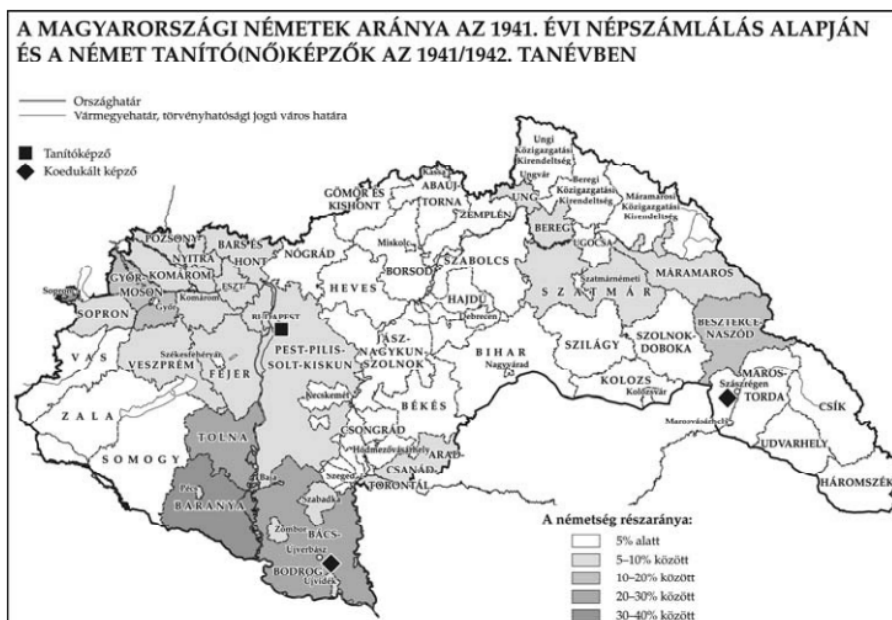 A MAGYARORSZÁGI NÉMETEK ARÁNYA AZ 1941. ÉVI NÉPSZÁMLÁLÁS ALAPJÁN
ÉS A NÉMET TANÍTÓ(NŐ)KÉPZŐK AZ 1941/1942. TANÉVBEN
Országhatár
Vármegyehatár, törvényhatósági jogú város határa
Tanítóképző
Koedukált képző
Ungi
Közigazgatási
Kirendeltség
Ungvár
Beregi
Közigazgatási
Kirendeltség
Máramarosi
Közigazgatási
Kirendeltség
Kassa
ABAÚJ-
TORNA
GÖMÖR ÉS
KISHONT
ZEMPLÉN
UNG
BEREG
UGOCSA
MÁRAMAROS
POZSONY
NYITRA
BARS ÉS
HONT
NÓGRÁD
Miskolc
BORSOD
SZABOLCS
HEVES
HAJDÚ
Debrecen
SZATMÁR
Szatmárnémeti
GYŐR
MOSON
Győr
KOMÁROM
Komárom
ESZT.
Sopron
SOPRON
BUDAPEST
VAS
VESZPRÉM
Székesfehérvár
FEJÉR
PEST-PILIS-
SOLT-KISKUN
JÁSZ-
NAGYKUN-
SZOLNOK
BIHAR
Nagyvárad
SZILÁGY
SZOLNOK-
DOBOKA
BESZTERCE-
NASZÓD
KOLOZS
Kolozsvár
MAROS-
TORDA
Szászrégen
Marosvásárhely
CSÍK
UDVARHELY
HÁROMSZÉK
ZALA
SOMOGY
TOLNA
Kecskemét
BÉKÉS
CSONGRÁD
Hódmezővásárhely
ARAD-
CSANÁD-
TORONTÁL
Szeged
Baja
Pécs
BARANYA
Szabadka
Zombor
BÁCS-
Újverbász
BODROG
Újvidék
A németség részaránya:
5% alatt
5–10% között
10–20% között
20–30% között
30–40% között